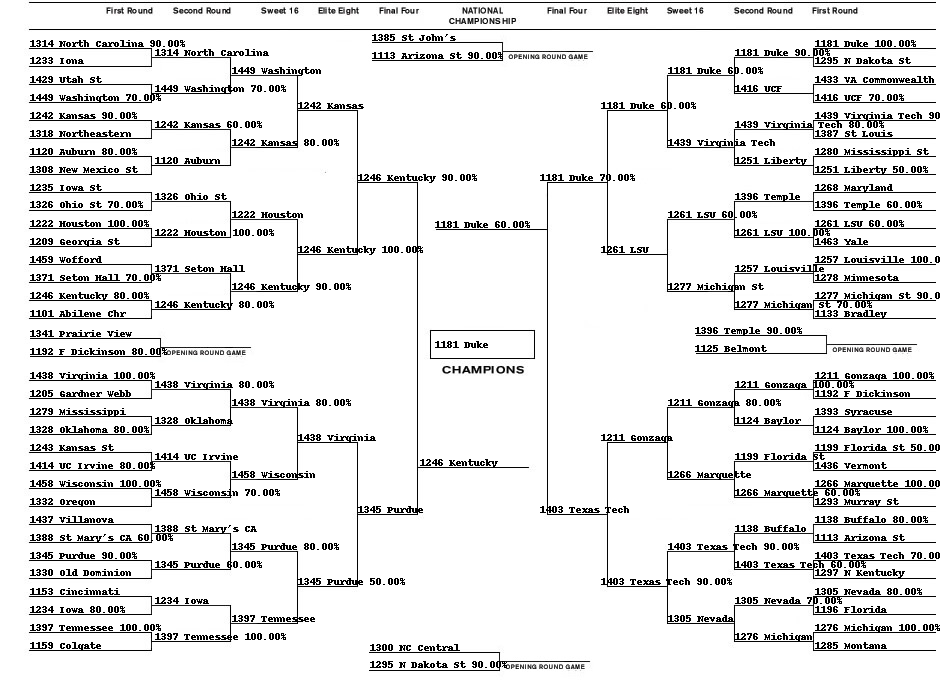 First Round
Second Round
Sweet 16
Elite Eight
Final Four
NATIONAL
CHAMPIONSHIP
Final Four
Elite Eight
Sweet 16
Second Round
First Round
1385 St John's
1113 Arizona St 90.00%
OPENING ROUND GAME
1314 North Carolina 90.00%
1233 Iona
1429 Utah St
1449 Washington 70.00%
1242 Kansas 90.00%
1318 Northeastern
1120 Auburn 80.00%
1308 New Mexico St
1235 Iowa St
1326 Ohio St 70.00%
1222 Houston 100.00%
1209 Georgia St
1459 Wofford
1371 Seton Hall 70.00%
1246 Kentucky 80.00%
1101 Abilene Chr
1314 North Carolina
1449 Washington 70.00%
1242 Kansas 60.00%
1120 Auburn
1326 Ohio St
1222 Houston 100.00%
1371 Seton Hall
1246 Kentucky 80.00%
1449 Washington
1242 Kansas 80.00%
1222 Houston
1246 Kentucky 90.00%
1242 Kansas
1246 Kentucky 100.00%
1246 Kentucky 90.00%
1341 Prairie View
1192 F Dickinson 80.00%
OPENING ROUND GAME
1438 Virginia 100.00%
1205 Gardner Webb
1279 Mississippi
1328 Oklahoma 80.00%
1243 Kansas St
1414 UC Irvine 80.00%
1458 Wisconsin 100.00%
1332 Oregon
1437 Villanova
1388 St Mary's CA 60.00%
1345 Purdue 90.00%
1330 Old Dominion
1153 Cincinnati
1234 Iowa 80.00%
1397 Tennessee 100.00%
1159 Colgate
1438 Virginia 80.00%
1328 Oklahoma
1414 UC Irvine
1458 Wisconsin 70.00%
1388 St Mary's CA
1345 Purdue 60.00%
1234 Iowa
1397 Tennessee 100.00%
1438 Virginia 80.00%
1458 Wisconsin
1345 Purdue 80.00%
1397 Tennessee
1438 Virginia
1345 Purdue 50.00%
1345 Purdue
1181 Duke 60.00%
1181 Duke
CHAMPIONS
1246 Kentucky
1300 NC Central
1295 N Dakota St 90.00%
OPENING ROUND GAME
1181 Duke 70.00%
1403 Texas Tech
1181 Duke 60.00%
1261 LSU
1181 Duke 60.00%
1439 Virginia Tech
1261 LSU 60.00%
1277 Michigan St
1181 Duke 90.00%
1416 UCF
1439 Virginia Tech 80.00%
1251 Liberty
1396 Temple
1261 LSU 100.00%
1257 Louisville
1277 Michigan St 70.00%
1181 Duke 100.00%
1295 N Dakota St
1433 VA Commonwealth
1416 UCF 70.00%
1439 Virginia Tech 90
1387 St Louis
1280 Mississippi St
1251 Liberty 50.00%
1268 Maryland
1396 Temple 60.00%
1261 LSU 60.00%
1463 Yale
1257 Louisville 100.0
1278 Minnesota
1277 Michigan St 90.0
1133 Bradley
1396 Temple 90.00%
1125 Belmont
OPENING ROUND GAME
1211 Gonzaga
1403 Texas Tech 90.00%
1211 Gonzaga 80.00%
1266 Marquette
1403 Texas Tech 90.00%
1305 Nevada
1211 Gonzaga 100.00%
1124 Baylor
1199 Florida St
1266 Marquette 60.00%
1138 Buffalo
1403 Texas Tech 60.00%
1305 Nevada 70.00%
1276 Michigan
1211 Gonzaga 100.00%
1192 F Dickinson
1393 Syracuse
1124 Baylor 100.00%
1199 Florida St 50.00
1436 Vermont
1266 Marquette 100.00
1293 Murray St
1138 Buffalo 80.00%
1113 Arizona St
1403 Texas Tech 70.00
1297 N Kentucky
1305 Nevada 80.00%
1196 Florida
1276 Michigan 100.00%
1285 Montana